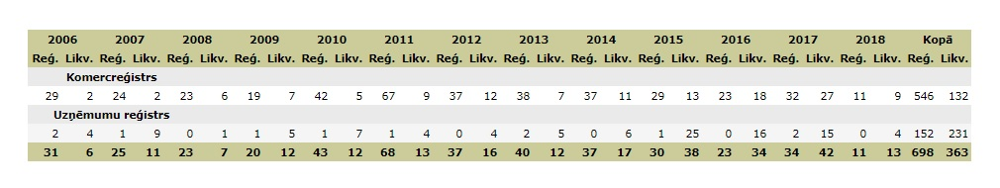 2006 2007 2008 2009 2010 2011 2012 2013 2014 2015 2016 2017 2018 Kopā
Reģ. Likv. Reģ. Likv. Reģ. Likv. Reģ. Likv. Reģ. Likv. Reģ. Likv. Reģ. Likv. Reģ. Likv. Reģ. Likv. Reģ. Likv. Reģ. Likv. Reģ. Likv. Reģ. Likv. Reģ. Likv.
Komercreģistrs
29 2 24 2 23 6 19 7 42 5 67 9 37 12 38 7 37 11 29 13 23 18 32 27 11 9 546 132
Uzņēmumu reģistrs
2 4 1 9 0 1 1 5 1 7 1 4 0 4 2 5 0 6 1 25 0 16 2 15 0 4 152 231
31 6 25 11 23 7 20 12 43 12 68 13 37 16 40 12 37 17 30 38 23 34 34 42 11 13 698 363